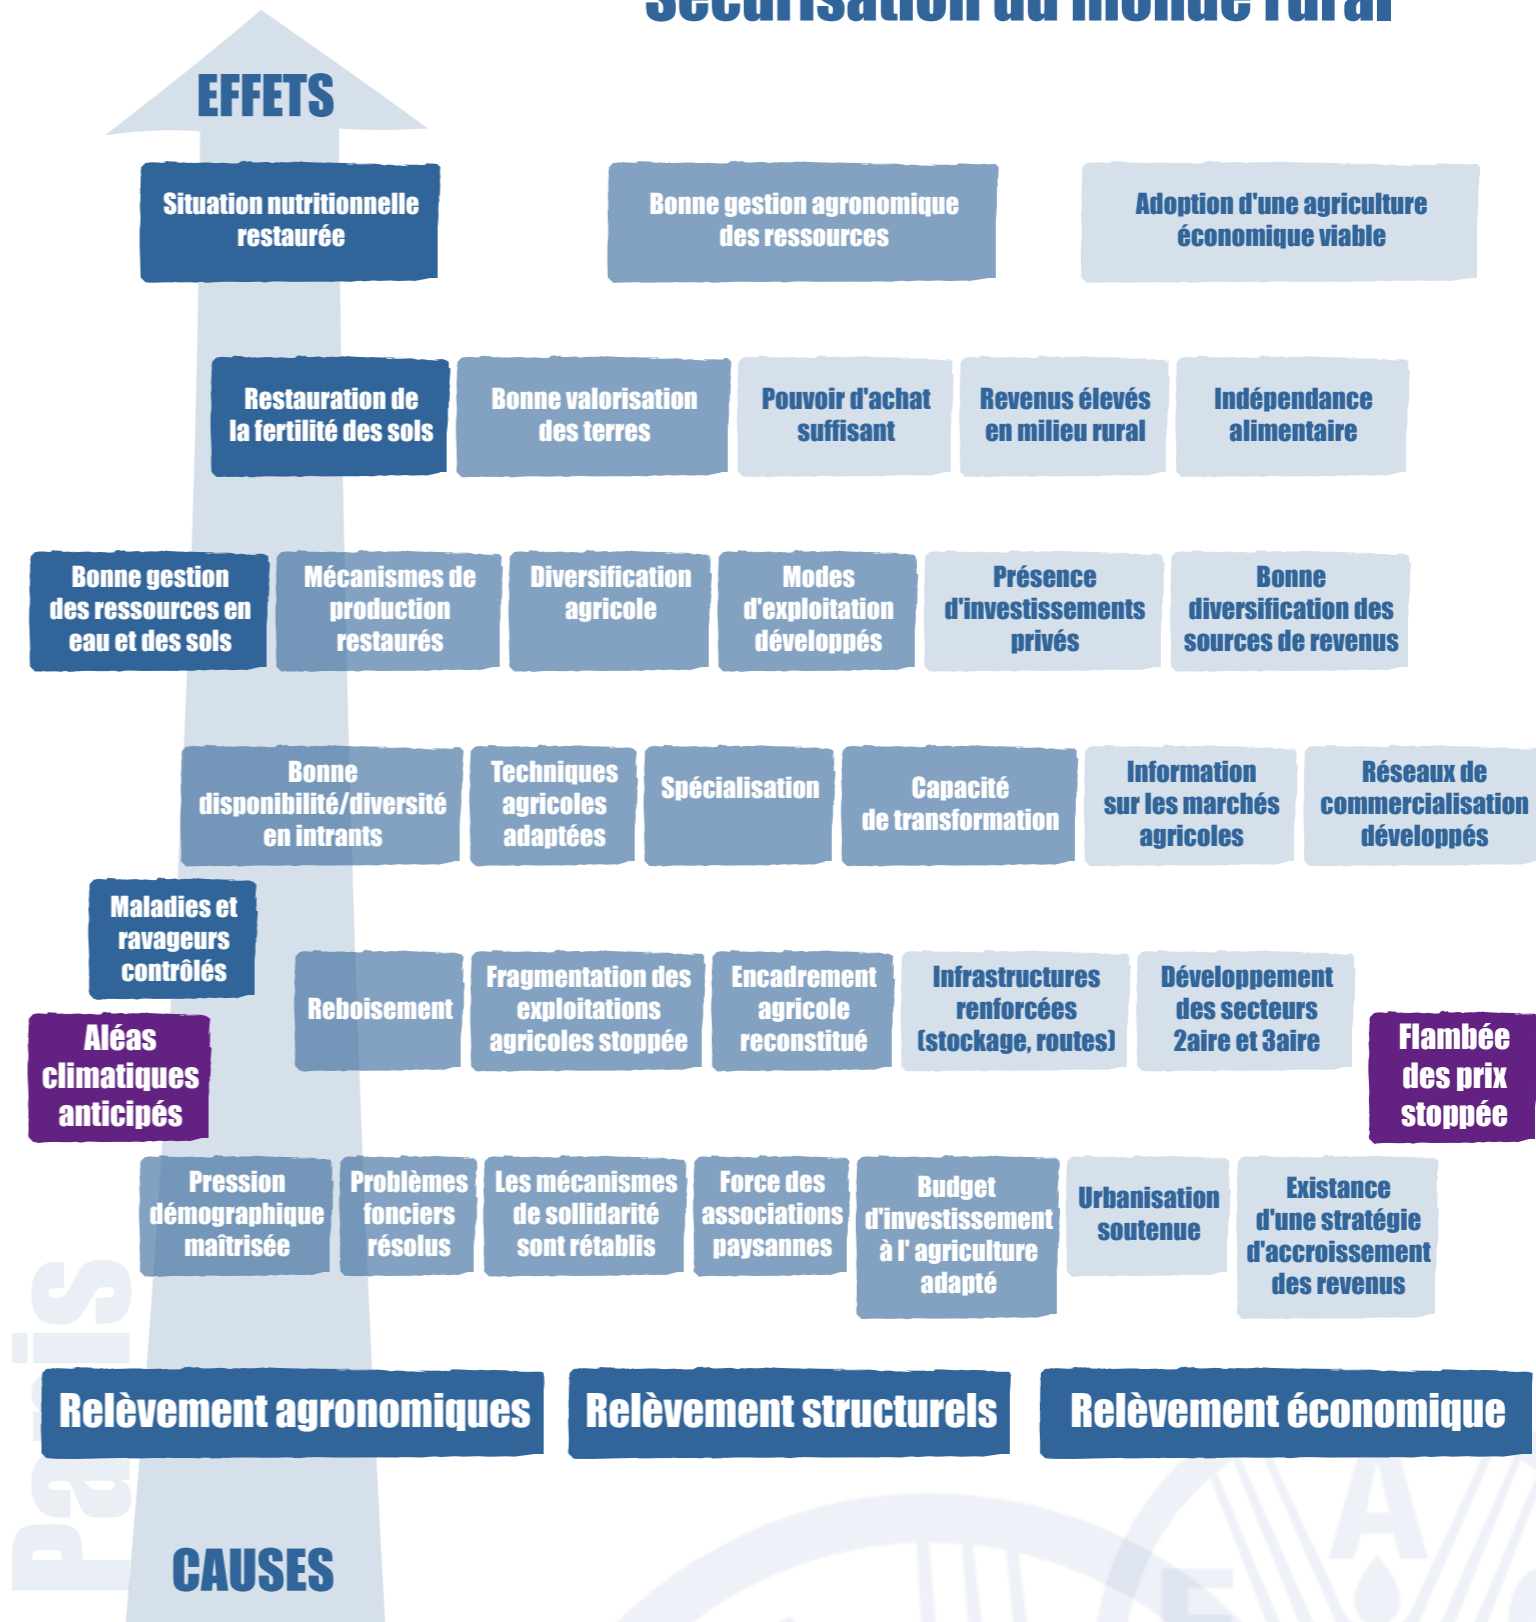 Sécurisation du monde rural
EFFETS
Situation nutritionnelle
restaurée
Bonne gestion agronomique
des ressources
Adoption d'une agriculture
économique viable
Restauration de
la fertilité des sols
Bonne valorisation
des terres
Pouvoir d'achat
suffisant
Revenus élevés
en milieu rural
Indépendance
alimentaire
Bonne gestion
des ressources en
eau et des sols
Mécanismes de
production
restaurés
Diversification
agricole
Modes
d'exploitation
développés
Présence
d'investissements
privés
Bonne
diversification des
sources de revenus
Bonne
disponibilité/diversité
en intrants
Techniques
agricoles
adaptées
Spécialisation
Capacité
de transformation
Information
sur les marchés
agricoles
Réseaux de
commercialisation
développés
Maladies et
ravageurs
contrôlés
Reboisement
Fragmentation des
exploitations
agricoles stoppée
Encadrement
agricole
reconstitué
Infrastructures
renforcées
(stockage, routes)
Développement
des secteurs
2aire et 3aire
Aléas
climatiques
anticipés
Flambée
des prix
stoppée
Pression
démographique
maîtrisée
Problèmes
fonciers
résolus
Les mécanismes
de sollidarité
sont rétablis
Force des
associations
paysannes
Budget
d'investissement
à l' agriculture
adapté
Urbanisation
soutenue
Existance
d'une stratégie
d'accroissement
des revenus
Relèvement agronomiques
Relèvement structurels
Relèvement économique
CAUSES
F A